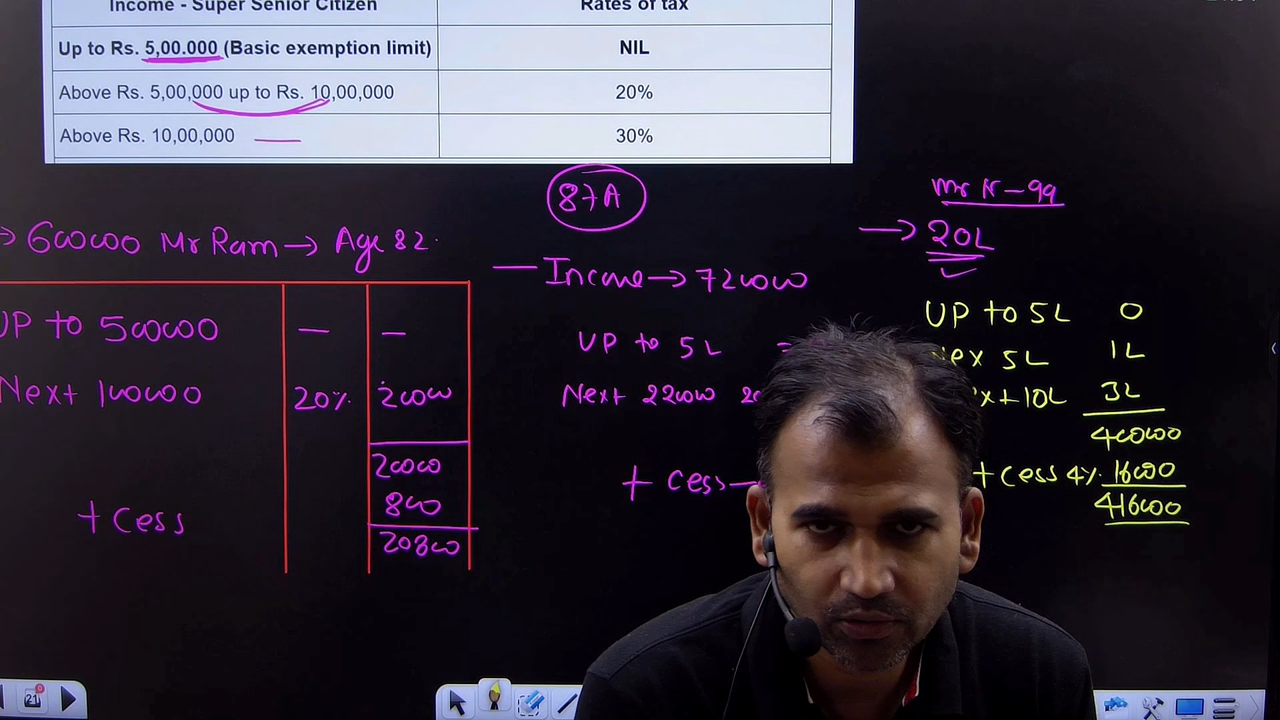 Income - Super Senior Citizen Rates of tax
Up to Rs. 5,00.000 (Basic exemption limit) NIL
Above Rs. 5,00,000 up to Rs. 10,00,000 20%
Above Rs. 10,00,000 30%
87A
Mr N - 99
→ 20L
→ 600000 Mr Ram → Age 82.
— Income → 720000
UP to 500000 — —
UP to 5L
UP to 5L 0
Next 100000 20% 20000
Next 220000
5L 1L
10L 3L
400000
20000
+ Cess
+ Cess 4% 16000
800
416000
+ Cess
20800
21